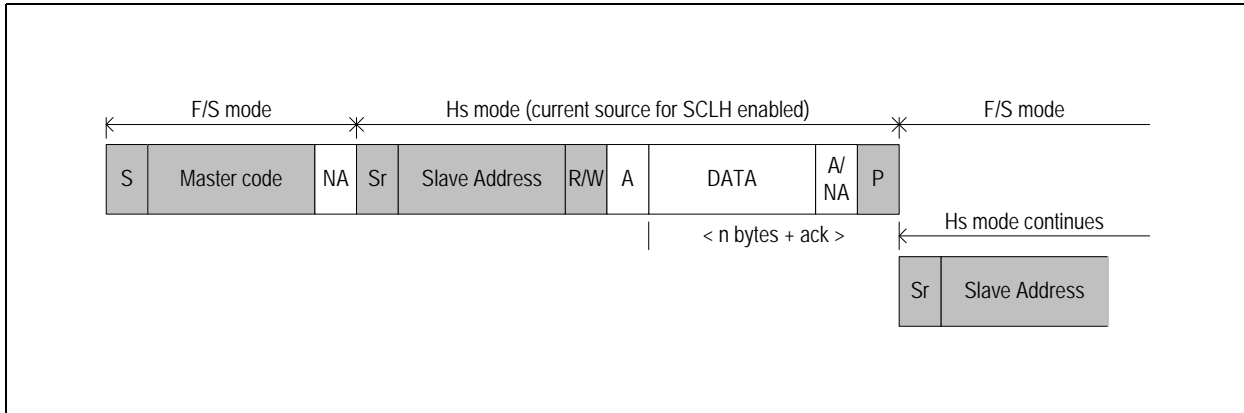 F/S mode
Hs mode (current source for SCLH enabled)
F/S mode
S
Master code
NA
Sr
Slave Address
R/W
A
DATA
A/
NA
P
< n bytes + ack >
Hs mode continues
Sr
Slave Address